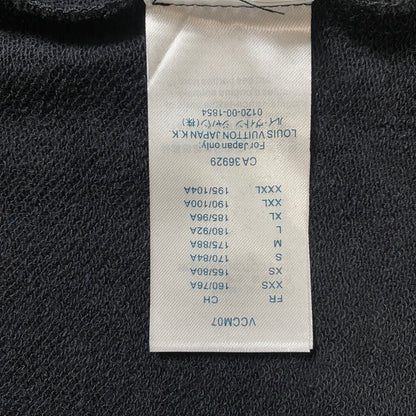 VCCM07
FR CH
XXS 160/76A
XS 165/80A
S 170/84A
M 175/88A
L 180/92A
XL 185/96A
XXL 190/100A
XXXL 195/104A
CA 36929
For Japan only:
LOUIS VUITTON JAPAN K.K.
ルイ・ヴィトン ジャパン(株)
0120-00-1854